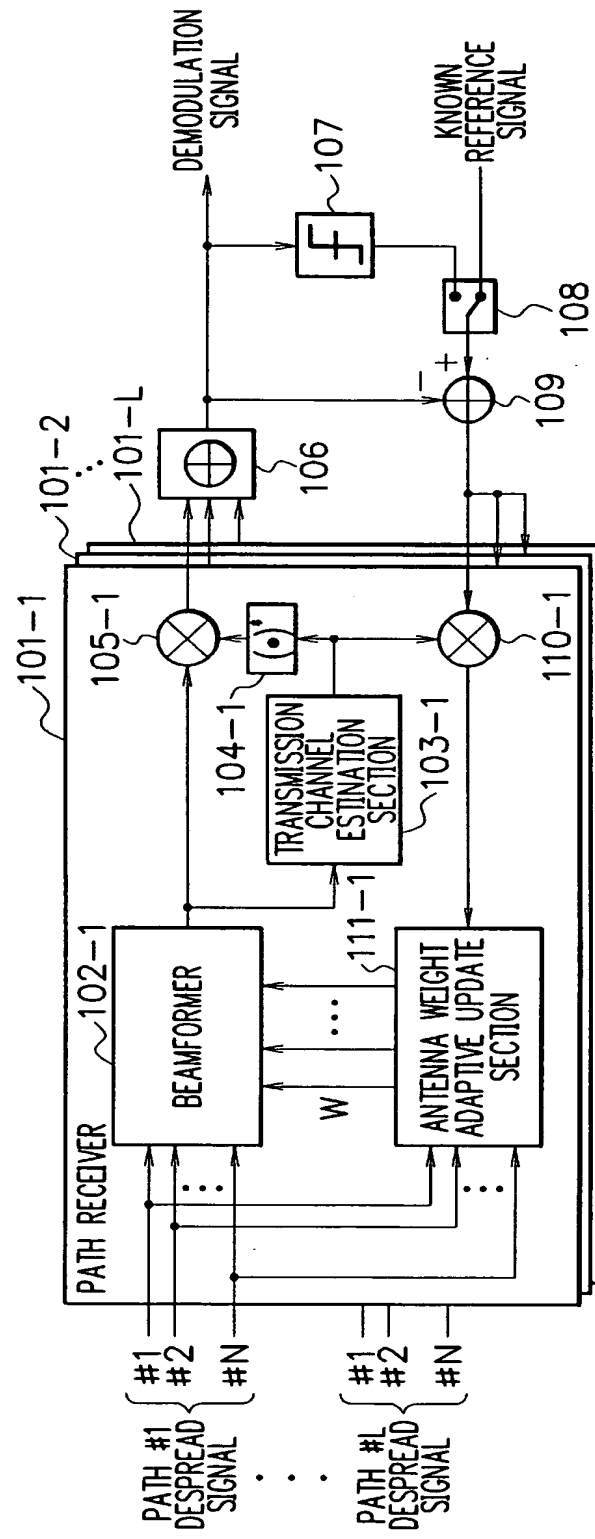 101-1
101-2
101-L
PATH RECEIVER
102-1
BEAMFORMER
105-1
(●)*
104-1
TRANSMISSION
CHANNEL
ESTINATION
SECTION
103-1
W
111-1
ANTENNA WEIGHT
ADAPTIVE UPDATE
SECTION
110-1
106
DEMODULATION
SIGNAL
107
108
KNOWN
REFERENCE
SIGNAL
109
-
+
#1
#2
#N
PATH #1
DESPREAD
SIGNAL
#1
#2
#N
PATH #L
DESPREAD
SIGNAL